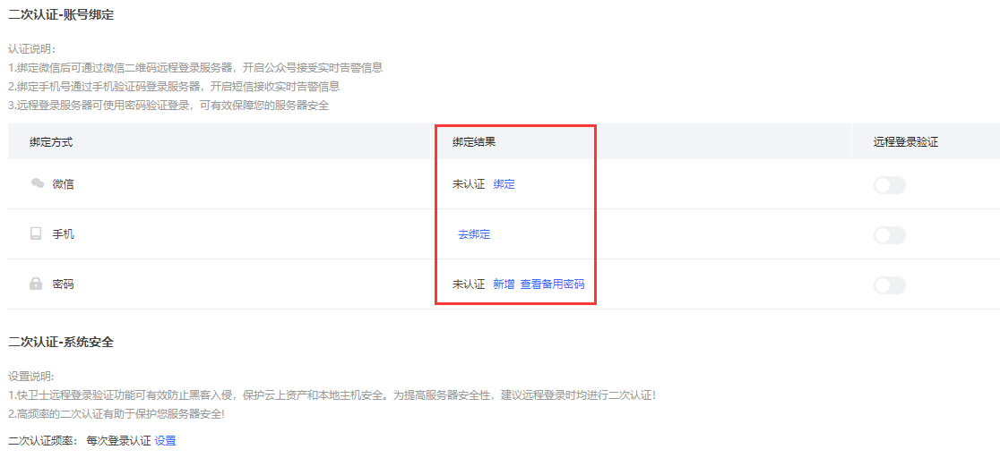 二次认证-账号绑定
认证说明:
1.绑定微信后可通过微信二维码远程登录服务器，开启公众号接受实时告警信息
2.绑定手机号通过手机验证码登录服务器，开启短信接收实时告警信息
3.远程登录服务器可使用密码验证登录，可有效保障您的服务器安全
绑定方式 绑定结果 远程登录验证
微信 未认证 绑定
手机 去绑定
密码 未认证 新增 查看备用密码
二次认证-系统安全
设置说明:
1.快卫士远程登录验证功能可有效防止黑客入侵，保护云上资产和本地主机安全。为提高服务器安全性，建议远程登录时均进行二次认证！
2.高频率的二次认证有助于保护您服务器安全!
二次认证频率： 每次登录认证 设置